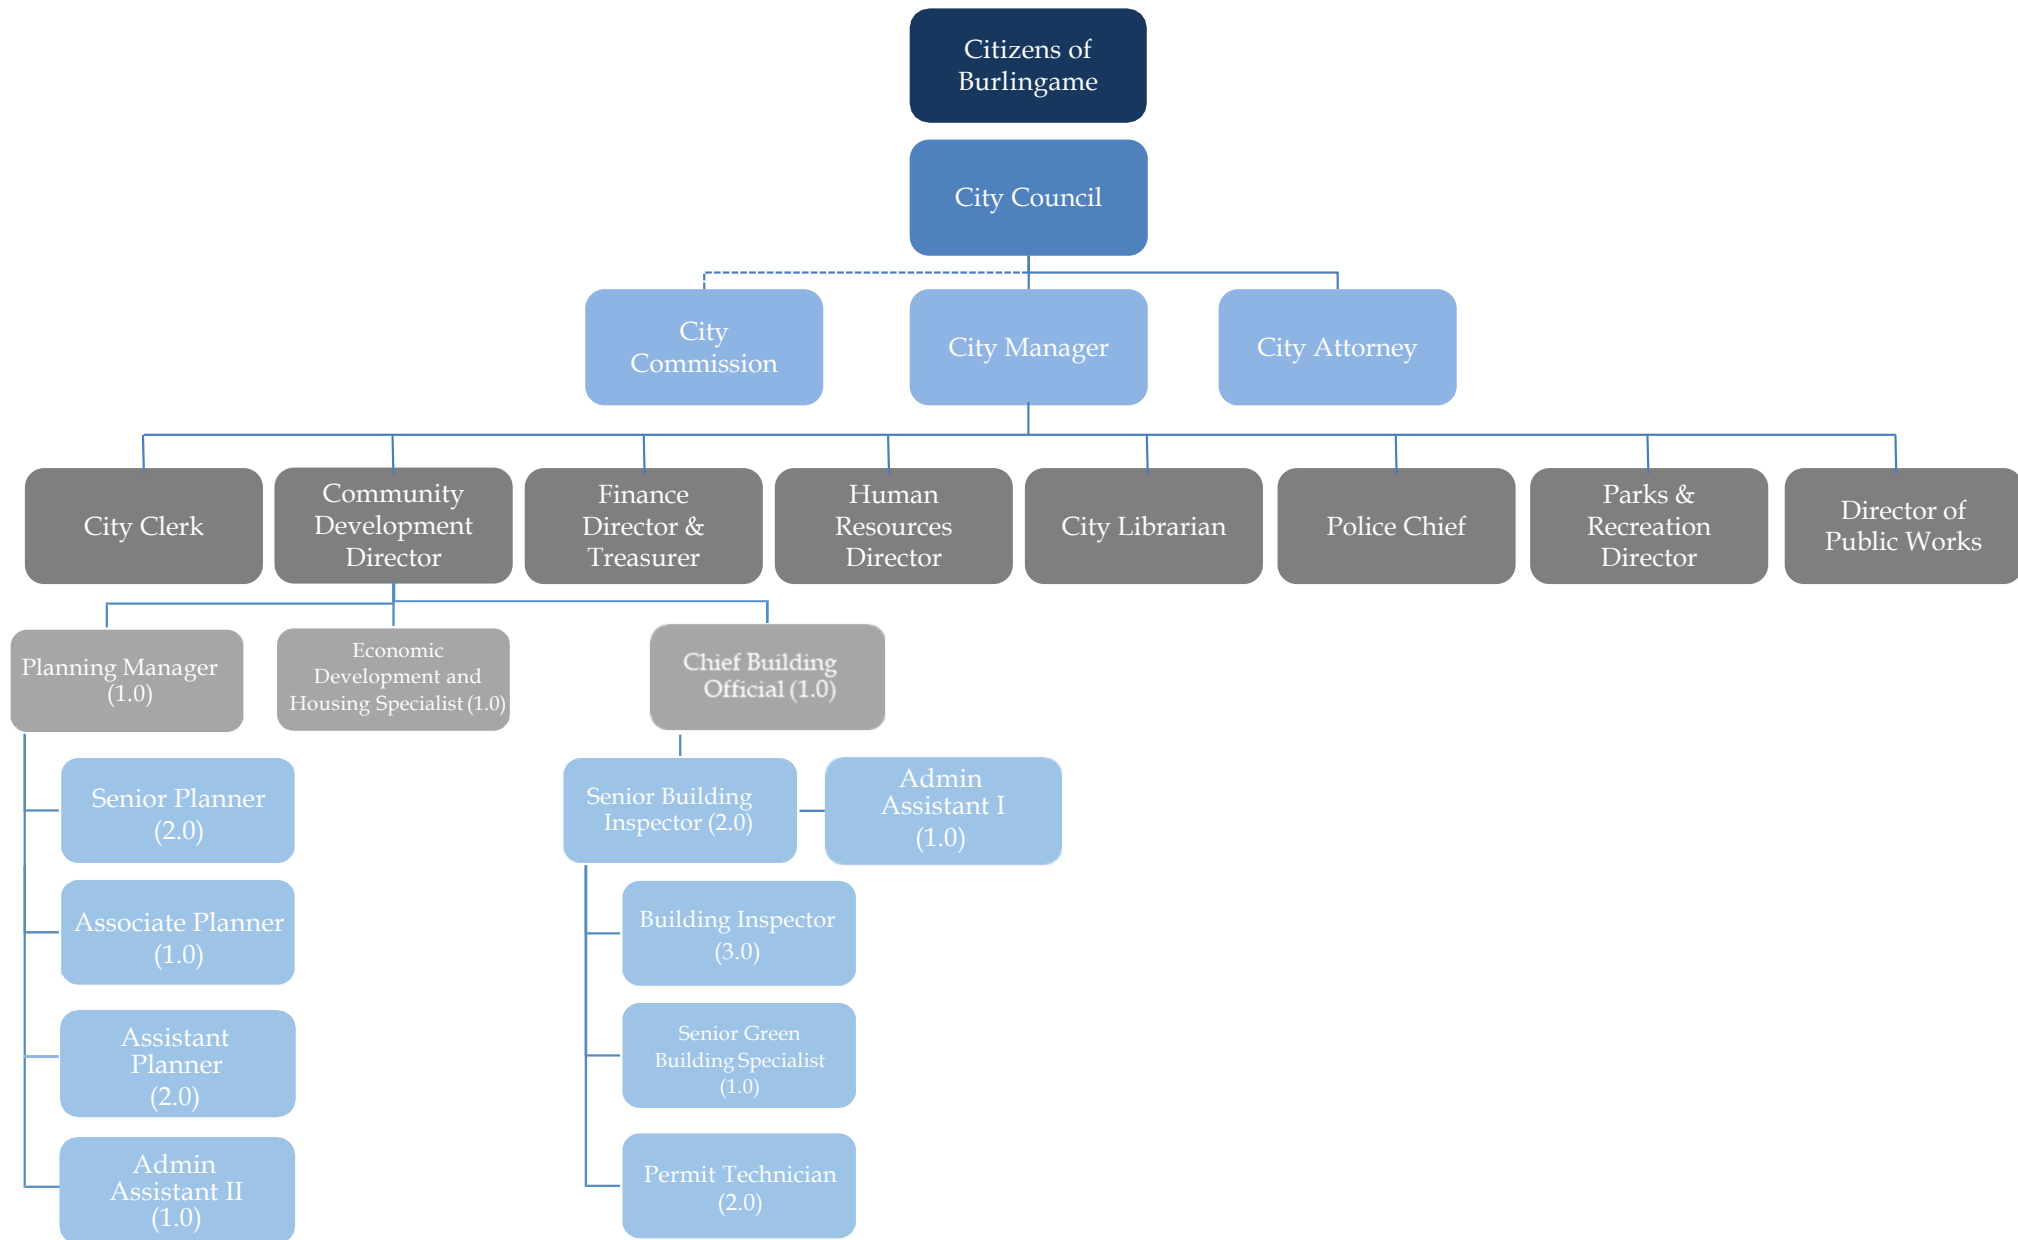 Citizens of
Burlingame
City Council
City
Commission
City Manager
City Attorney
City Clerk
Community
Development
Director
Finance
Director &
Treasurer
Human
Resources
Director
City Librarian
Police Chief
Parks &
Recreation
Director
Director of
Public Works
Planning Manager
(1.0)
Economic
Development and
Housing Specialist (1.0)
Chief Building
Official (1.0)
Senior Planner
(2.0)
Associate Planner
(1.0)
Assistant
Planner
(2.0)
Admin
Assistant II
(1.0)
Senior Building
Inspector (2.0)
Admin
Assistant I
(1.0)
Building Inspector
(3.0)
Senior Green
Building Specialist
(1.0)
Permit Technician
(2.0)